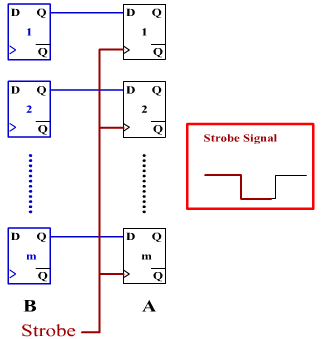 D Q D Q
1 1
Q Q
D Q D Q
2 2
Q Q
Strobe Signal
D Q D Q
m m
Q Q
B A
Strobe